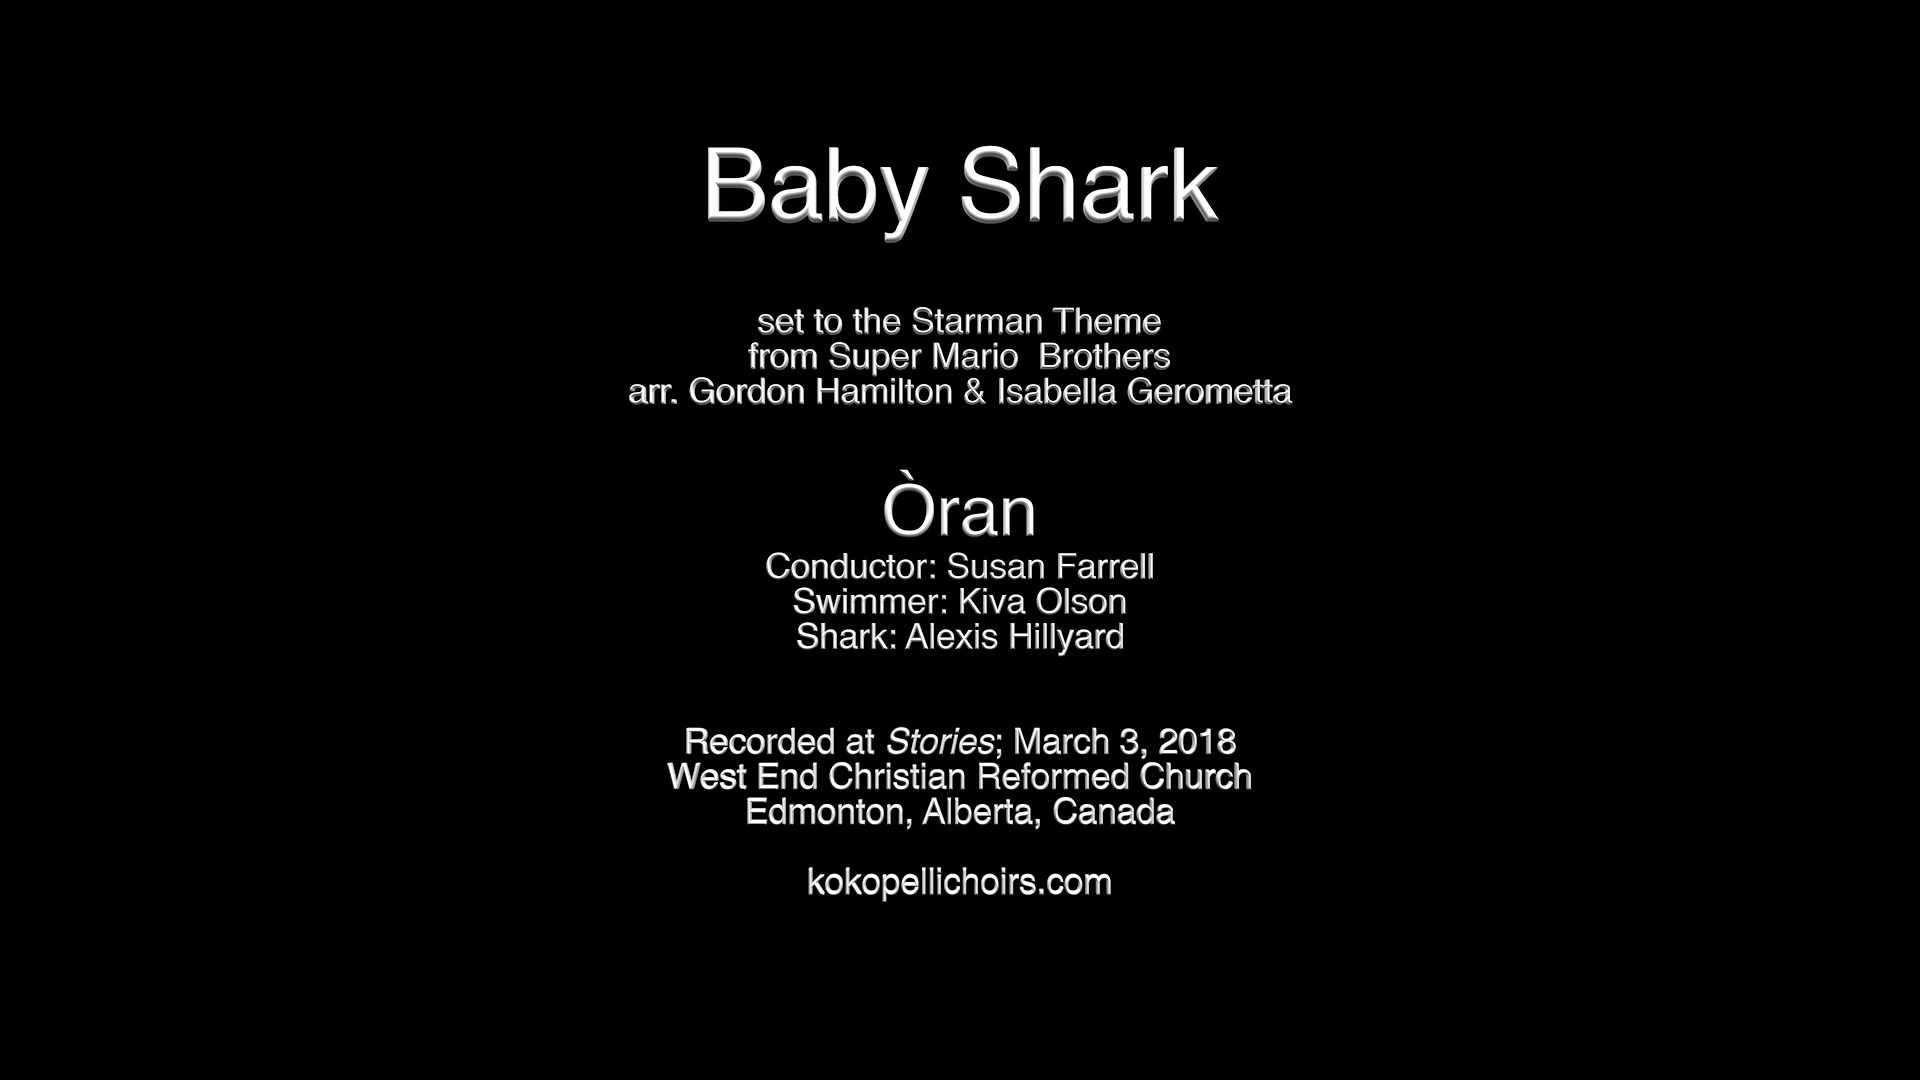 Baby Shark
set to the Starman Theme
from Super Mario  Brothers
arr. Gordon Hamilton & Isabella Gerometta
Òran
Conductor: Susan Farrell
Swimmer: Kiva Olson
Shark: Alexis Hillyard
Recorded at Stories; March 3, 2018
West End Christian Reformed Church
Edmonton, Alberta, Canada
kokopellichoirs.com